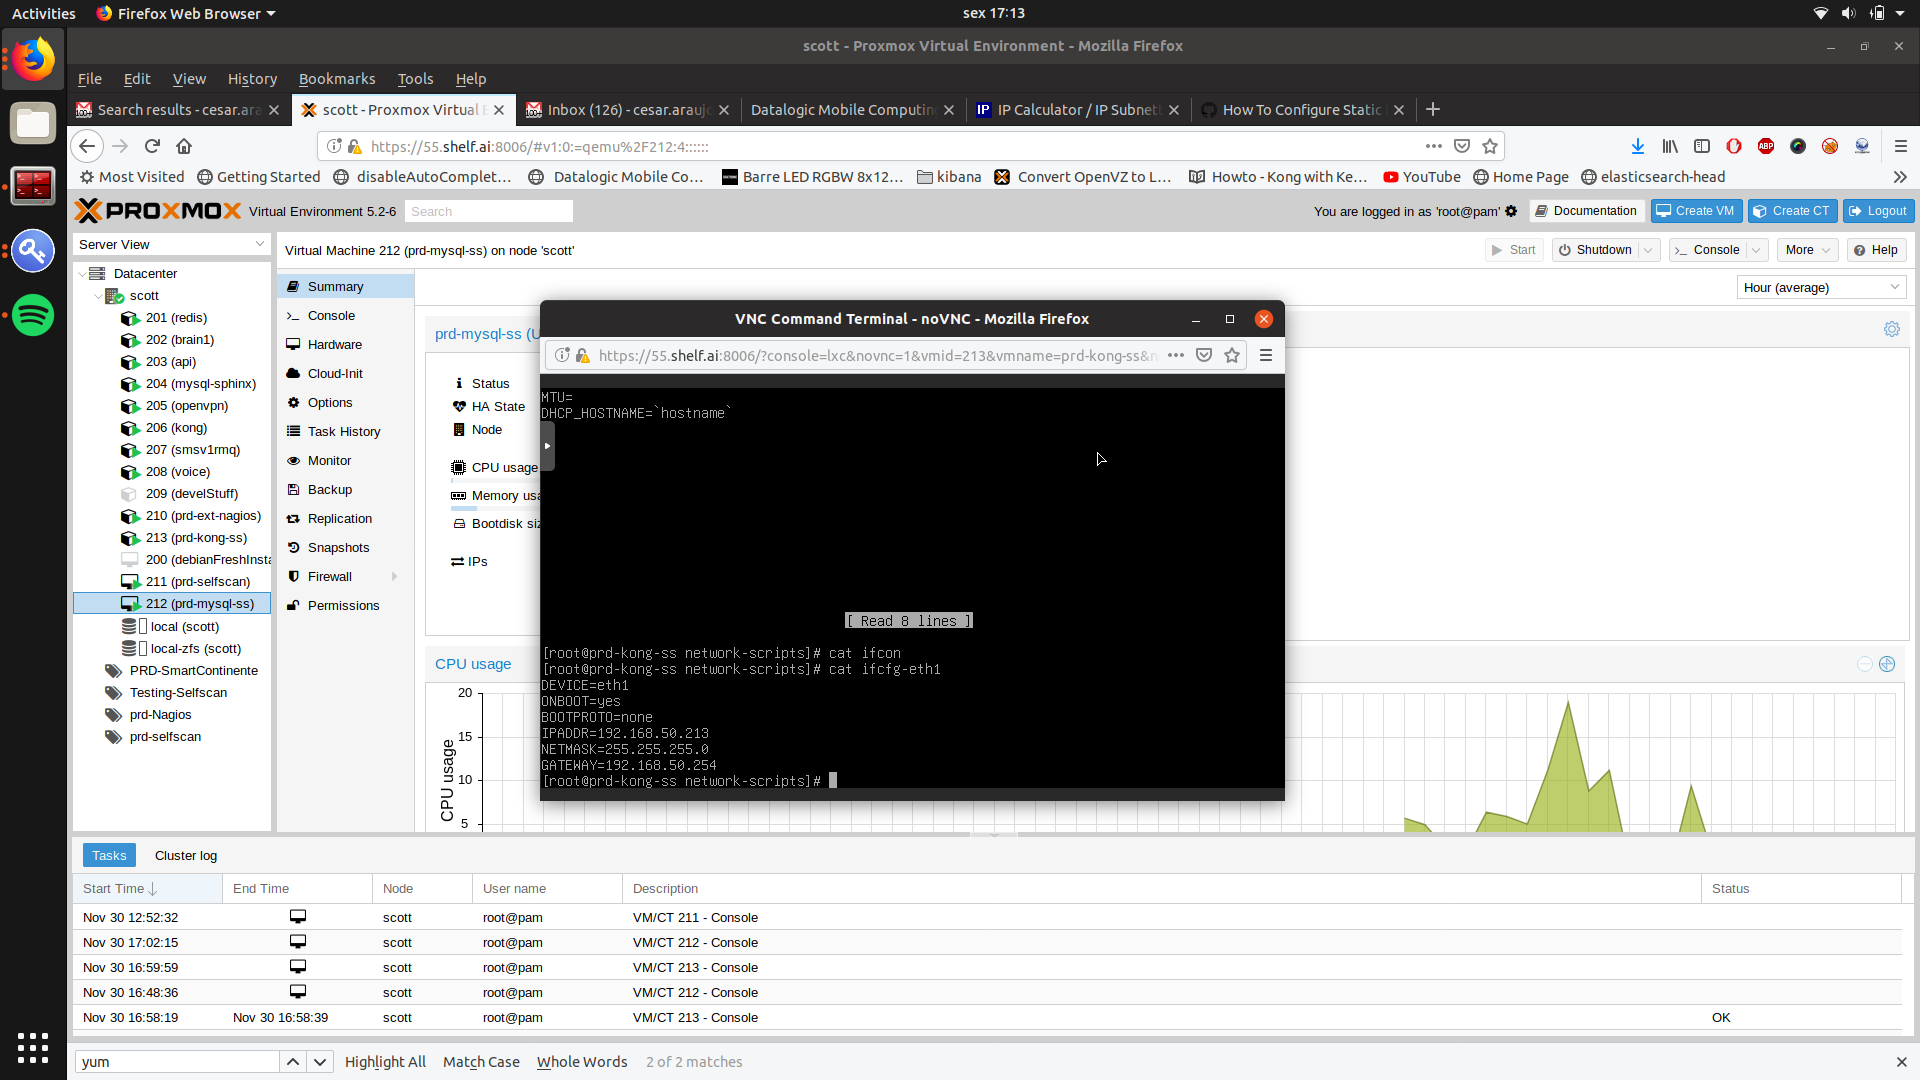 Activities Firefox Web Browser sex 17:13
scott - Proxmox Virtual Environment - Mozilla Firefox
File Edit View History Bookmarks Tools Help
Search results - cesar.ara scott - Proxmox Virtual E Inbox (126) - cesar.araujo Datalogic Mobile Computin IP Calculator / IP Subnett How To Configure Static
https://55.shelf.ai:8006/#v1:0:=qemu%2F212:4::::::
Most Visited Getting Started disableAutoComplet... Datalogic Mobile Co... Barre LED RGBW 8x12... kibana Convert OpenVZ to L... Howto - Kong with Ke... YouTube Home Page elasticsearch-head
PROXMOX Virtual Environment 5.2-6 Search You are logged in as 'root@pam' Documentation Create VM Create CT Logout
Server View
Virtual Machine 212 (prd-mysql-ss) on node 'scott' Start Shutdown Console More Help
Datacenter
scott
201 (redis)
202 (brain1)
203 (api)
204 (mysql-sphinx)
205 (openvpn)
206 (kong)
207 (smsv1rmq)
208 (voice)
209 (develStuff)
210 (prd-ext-nagios)
213 (prd-kong-ss)
200 (debianFreshInsta
211 (prd-selfscan)
212 (prd-mysql-ss)
local (scott)
local-zfs (scott)
PRD-SmartContinente
Testing-Selfscan
prd-Nagios
prd-selfscan
Summary
Console
Hardware
Cloud-Init
Options
Task History
Monitor
Backup
Replication
Snapshots
Firewall
Permissions
Hour (average)
prd-mysql-ss (U
Status
HA State
Node
CPU usage
Memory usa
Bootdisk siz
IPs
VNC Command Terminal - noVNC - Mozilla Firefox
https://55.shelf.ai:8006/?console=lxc&novnc=1&vmid=213&vmname=prd-kong-ss&n
MTU=
DHCP_HOSTNAME=`hostname`
[ Read 8 lines ]
[root@prd-kong-ss network-scripts]# cat ifcon
[root@prd-kong-ss network-scripts]# cat ifcfg-eth1
DEVICE=eth1
ONBOOT=yes
BOOTPROTO=none
IPADDR=192.168.50.213
NETMASK=255.255.255.0
GATEWAY=192.168.50.254
[root@prd-kong-ss network-scripts]#
CPU usage
20
15
10
5
CPU usage
Tasks Cluster log
Start Time End Time Node User name Description Status
Nov 30 12:52:32 scott root@pam VM/CT 211 - Console
Nov 30 17:02:15 scott root@pam VM/CT 212 - Console
Nov 30 16:59:59 scott root@pam VM/CT 213 - Console
Nov 30 16:48:36 scott root@pam VM/CT 212 - Console
Nov 30 16:58:19 Nov 30 16:58:39 scott root@pam VM/CT 213 - Console OK
yum Highlight All Match Case Whole Words 2 of 2 matches